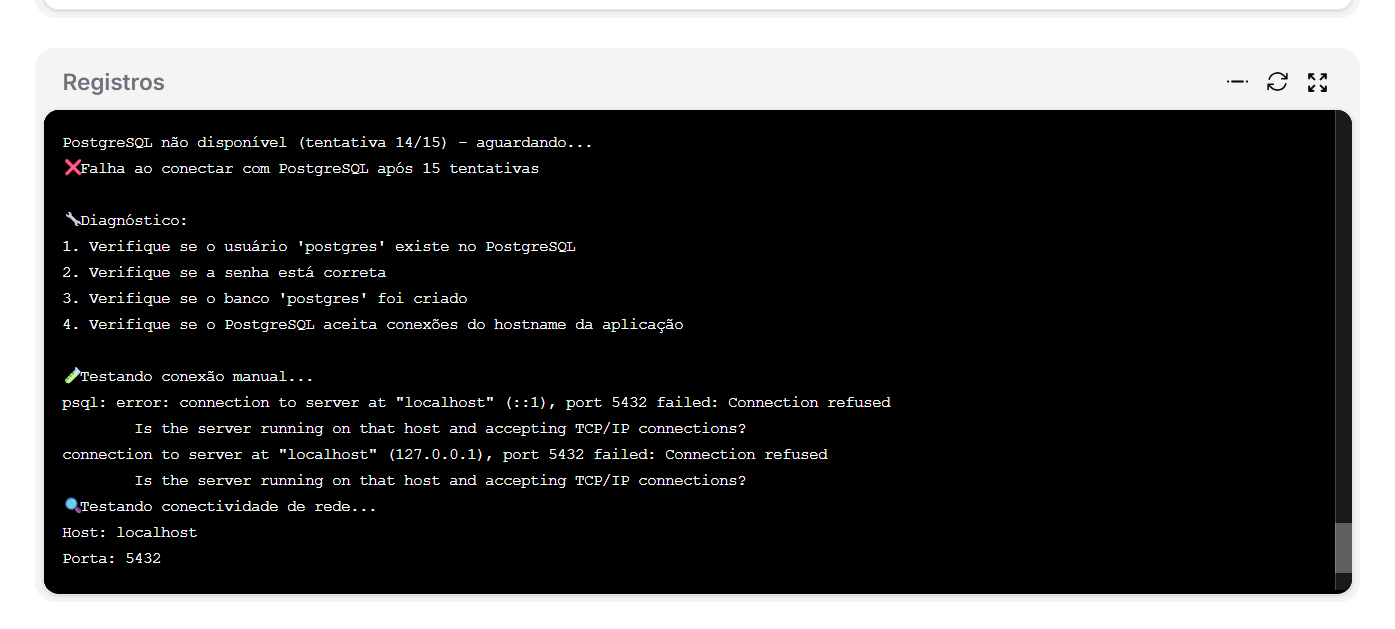 Registros
PostgreSQL não disponível (tentativa 14/15) - aguardando...
❌Falha ao conectar com PostgreSQL após 15 tentativas
🔧Diagnóstico:
1. Verifique se o usuário 'postgres' existe no PostgreSQL
2. Verifique se a senha está correta
3. Verifique se o banco 'postgres' foi criado
4. Verifique se o PostgreSQL aceita conexões do hostname da aplicação
🧪Testando conexão manual...
psql: error: connection to server at "localhost" (::1), port 5432 failed: Connection refused
Is the server running on that host and accepting TCP/IP connections?
connection to server at "localhost" (127.0.0.1), port 5432 failed: Connection refused
Is the server running on that host and accepting TCP/IP connections?
🔍Testando conectividade de rede...
Host: localhost
Porta: 5432